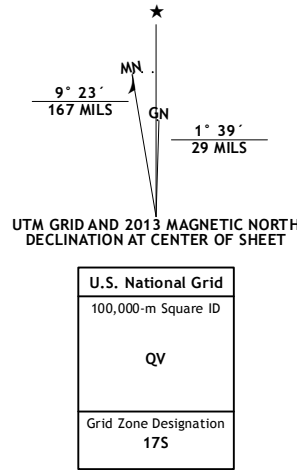 ★
MN
GN
9° 23´
167 MILS
1° 39´
29 MILS
UTM GRID AND 2013 MAGNETIC NORTH
DECLINATION AT CENTER OF SHEET
U.S. National Grid
100,000-m Square ID
QV
Grid Zone Designation
17S